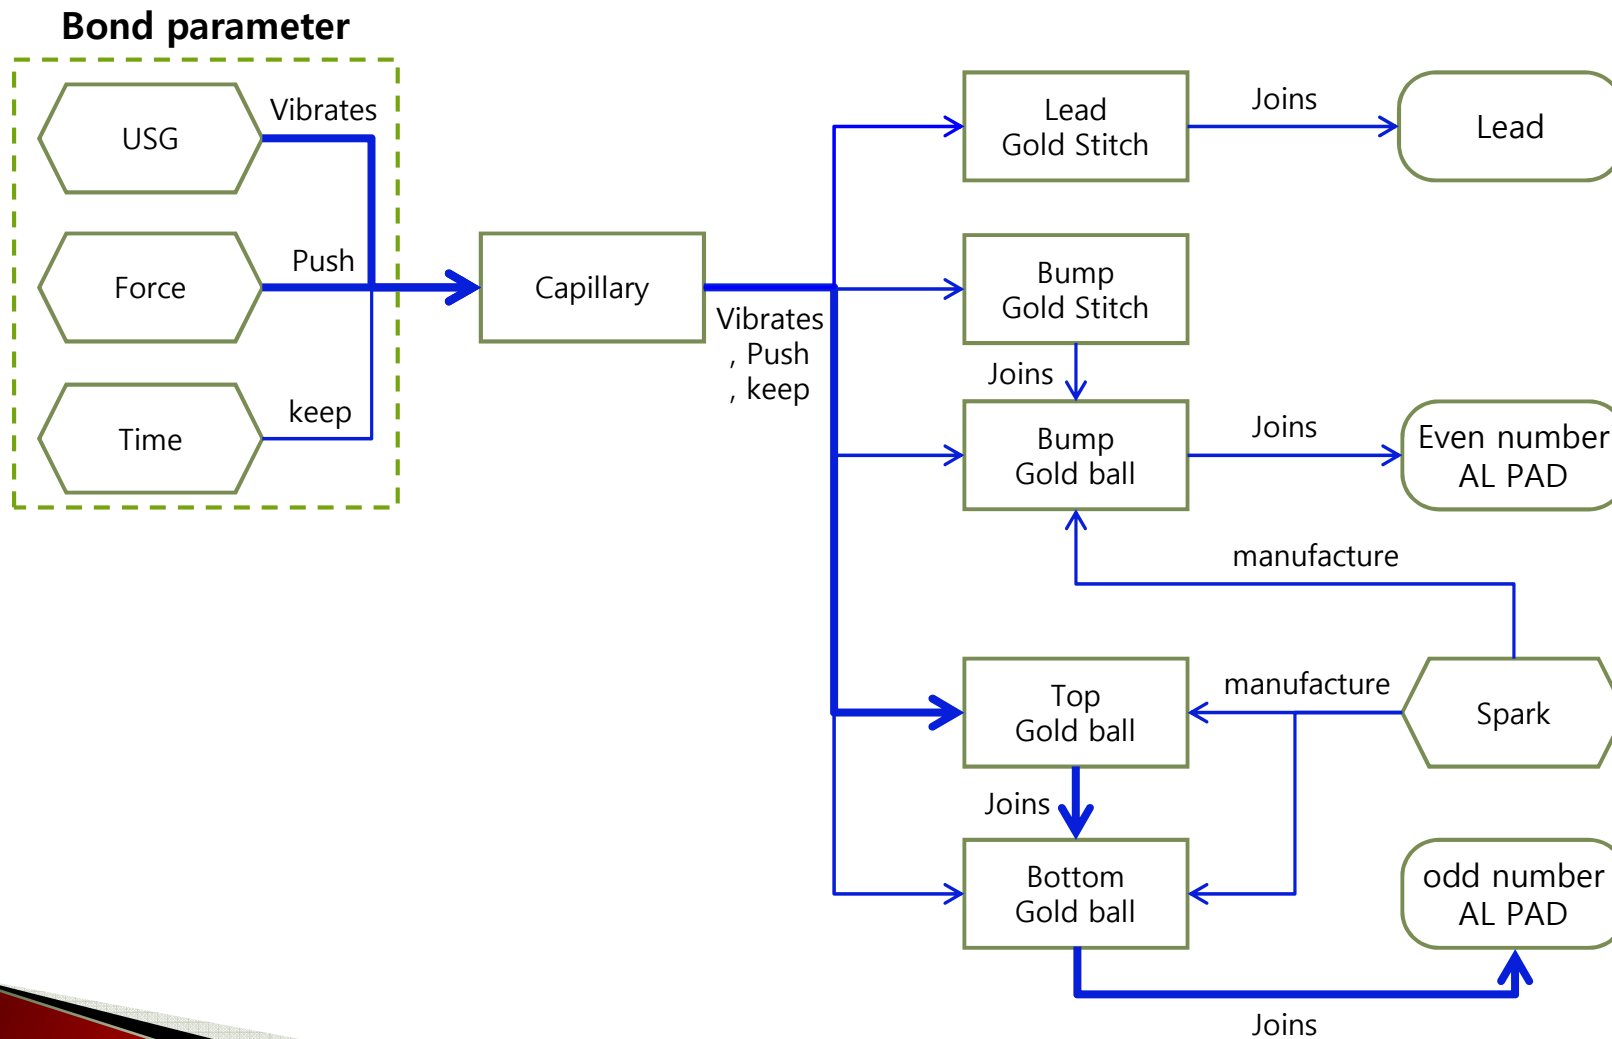 Bond parameter
USG
Vibrates
Force
Push
Time
keep
Capillary
Vibrates
, Push
, keep
Lead
Gold Stitch
Joins
Lead
Bump
Gold Stitch
Joins
Bump
Gold ball
Joins
Even number
AL PAD
manufacture
Top
Gold ball
manufacture
Spark
Joins
Bottom
Gold ball
odd number
AL PAD
Joins